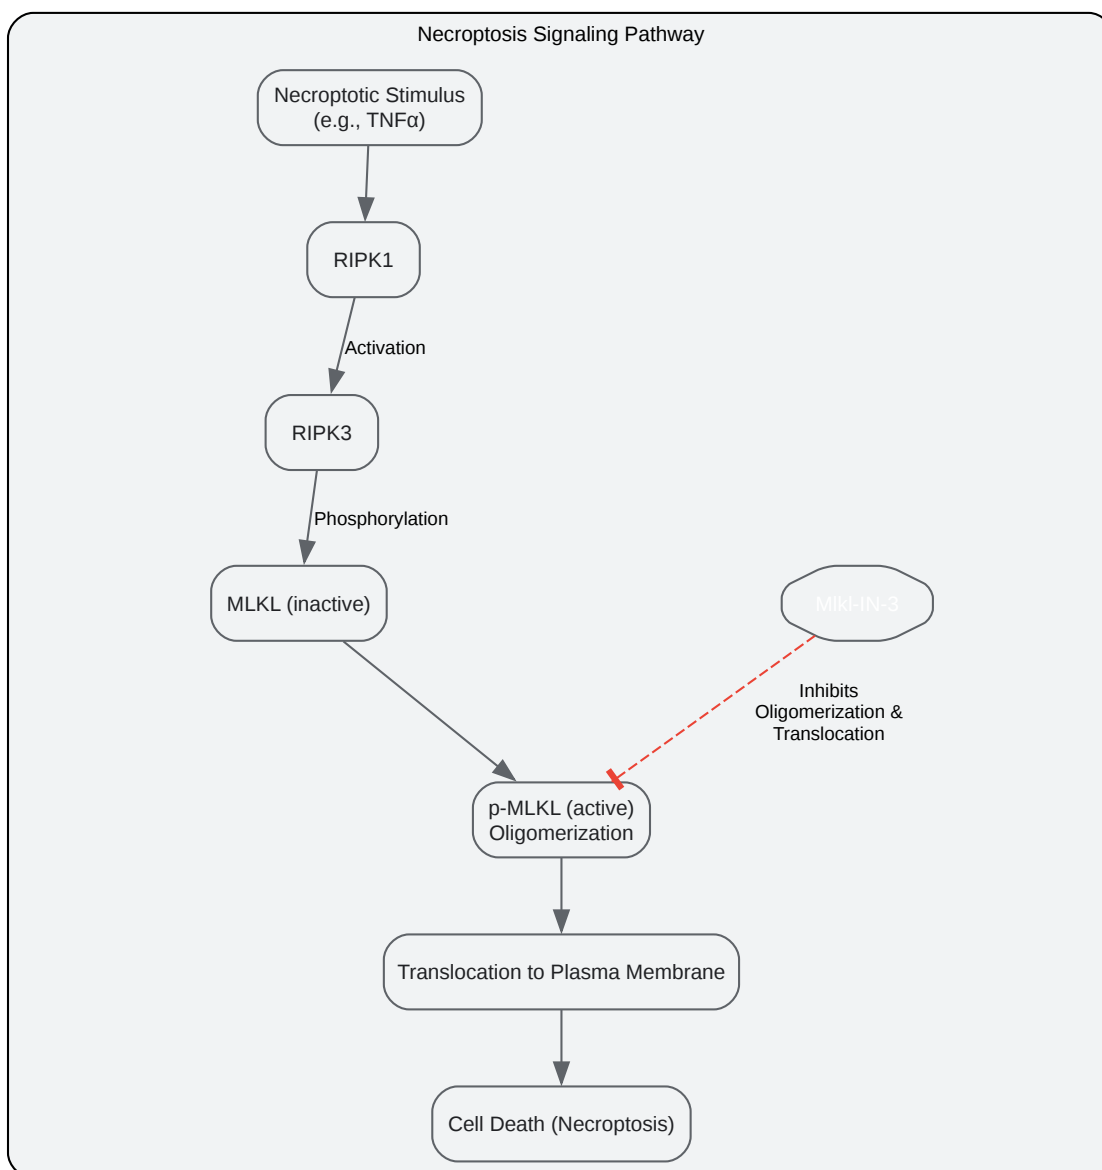 Necroptosis Signaling Pathway
Necroptotic Stimulus
(e.g., TNFα)
RIPK1
Activation
RIPK3
Phosphorylation
MLKL (inactive)
Mlkl-IN-3
Inhibits
Oligomerization &
Translocation
p-MLKL (active)
Oligomerization
Translocation to Plasma Membrane
Cell Death (Necroptosis)